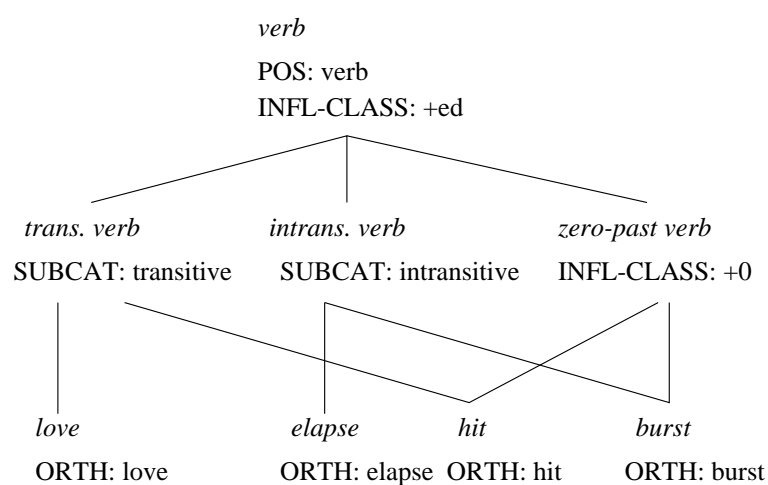 verb
POS: verb
INFL-CLASS: +ed
trans. verb intrans. verb zero-past verb
SUBCAT: transitive SUBCAT: intransitive INFL-CLASS: +0
love elapse hit burst
ORTH: love ORTH: elapse ORTH: hit ORTH: burst